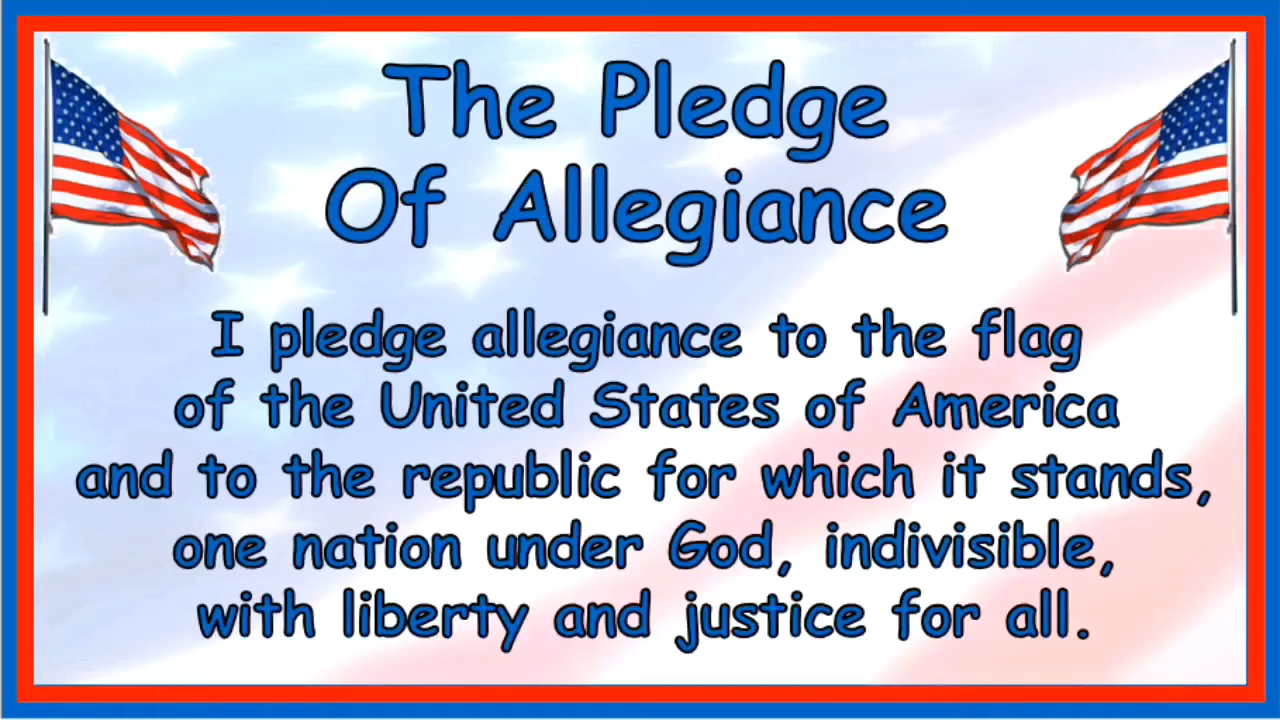 The Pledge
Of Allegiance
I pledge allegiance to the flag
of the United States of America
and to the republic for which it stands,
one nation under God, indivisible,
with liberty and justice for all.